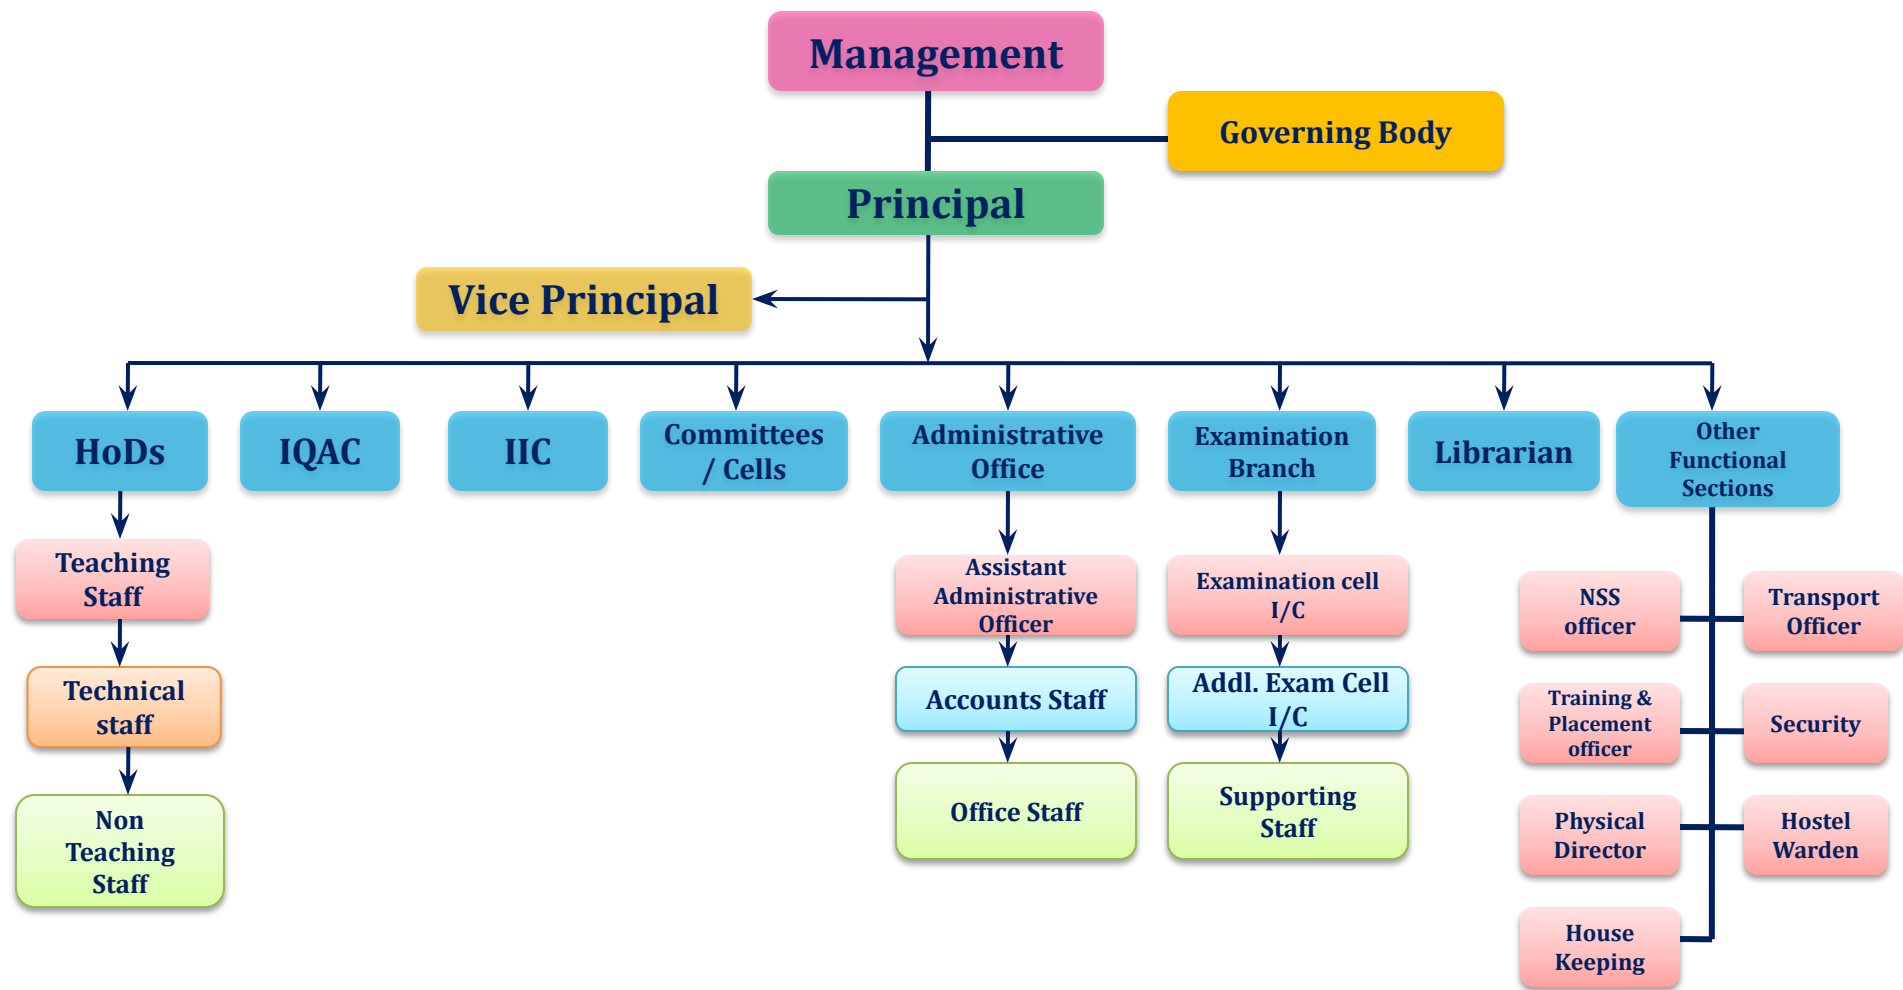 Management
Governing Body
Principal
Vice Principal
HoDs
IQAC
IIC
Committees
/ Cells
Administrative
Office
Examination
Branch
Librarian
Other
Functional
Sections
Teaching
Staff
Technical
staff
Non
Teaching
Staff
Assistant
Administrative
Officer
Accounts Staff
Office Staff
Examination cell
I/C
Addl. Exam Cell
I/C
Supporting
Staff
NSS
officer
Transport
Officer
Training &
Placement
officer
Security
Physical
Director
Hostel
Warden
House
Keeping